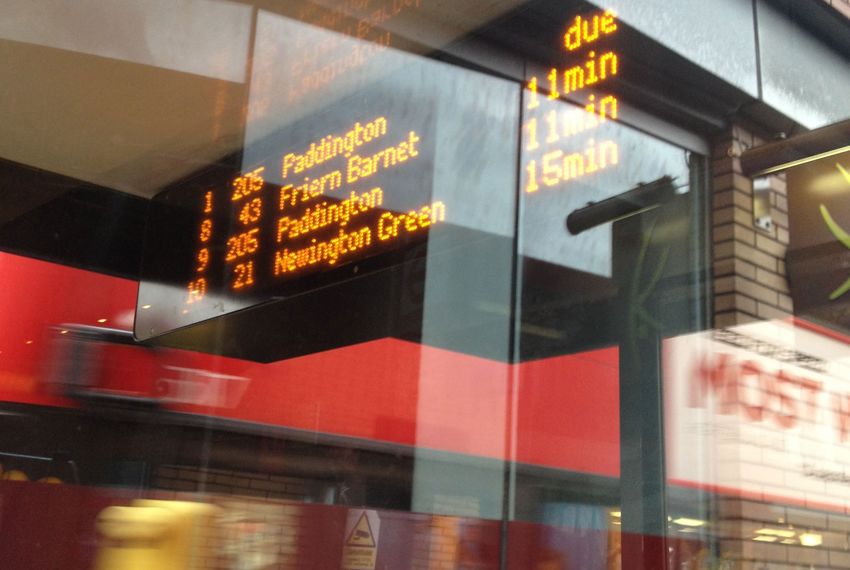 1 205 Paddington due
8 43 Friern Barnet 11min
9 205 Paddington 11min
10 21 Newington Green 15min
MOST